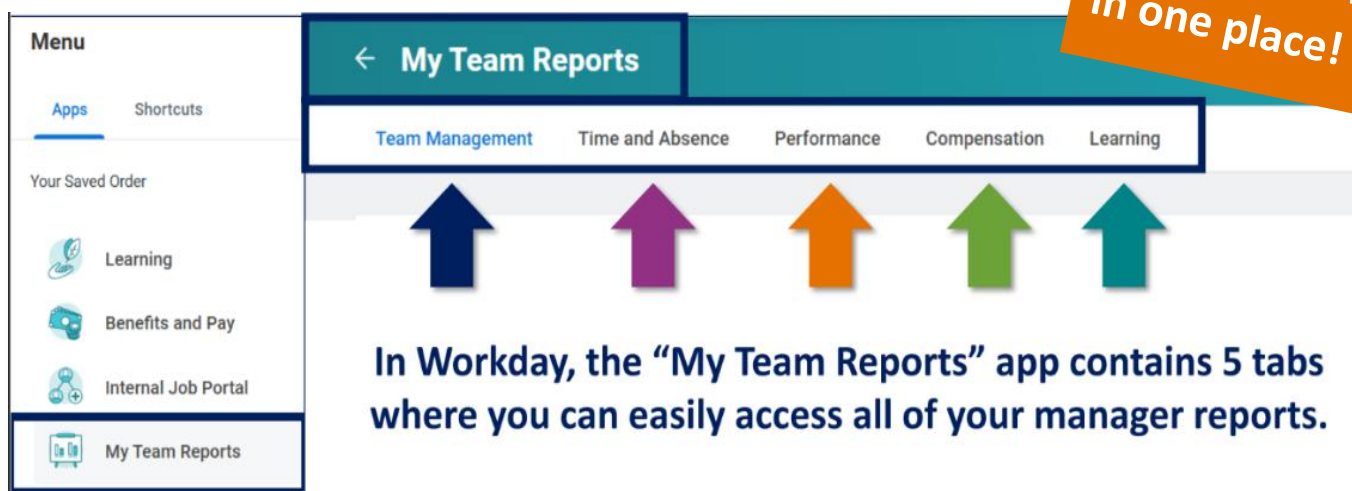 Menu
Apps Shortcuts
Your Saved Order
Learning
Benefits and Pay
Internal Job Portal
My Team Reports
← My Team Reports
Team Management Time and Absence Performance Compensation Learning
in one place!
In Workday, the “My Team Reports” app contains 5 tabs
where you can easily access all of your manager reports.